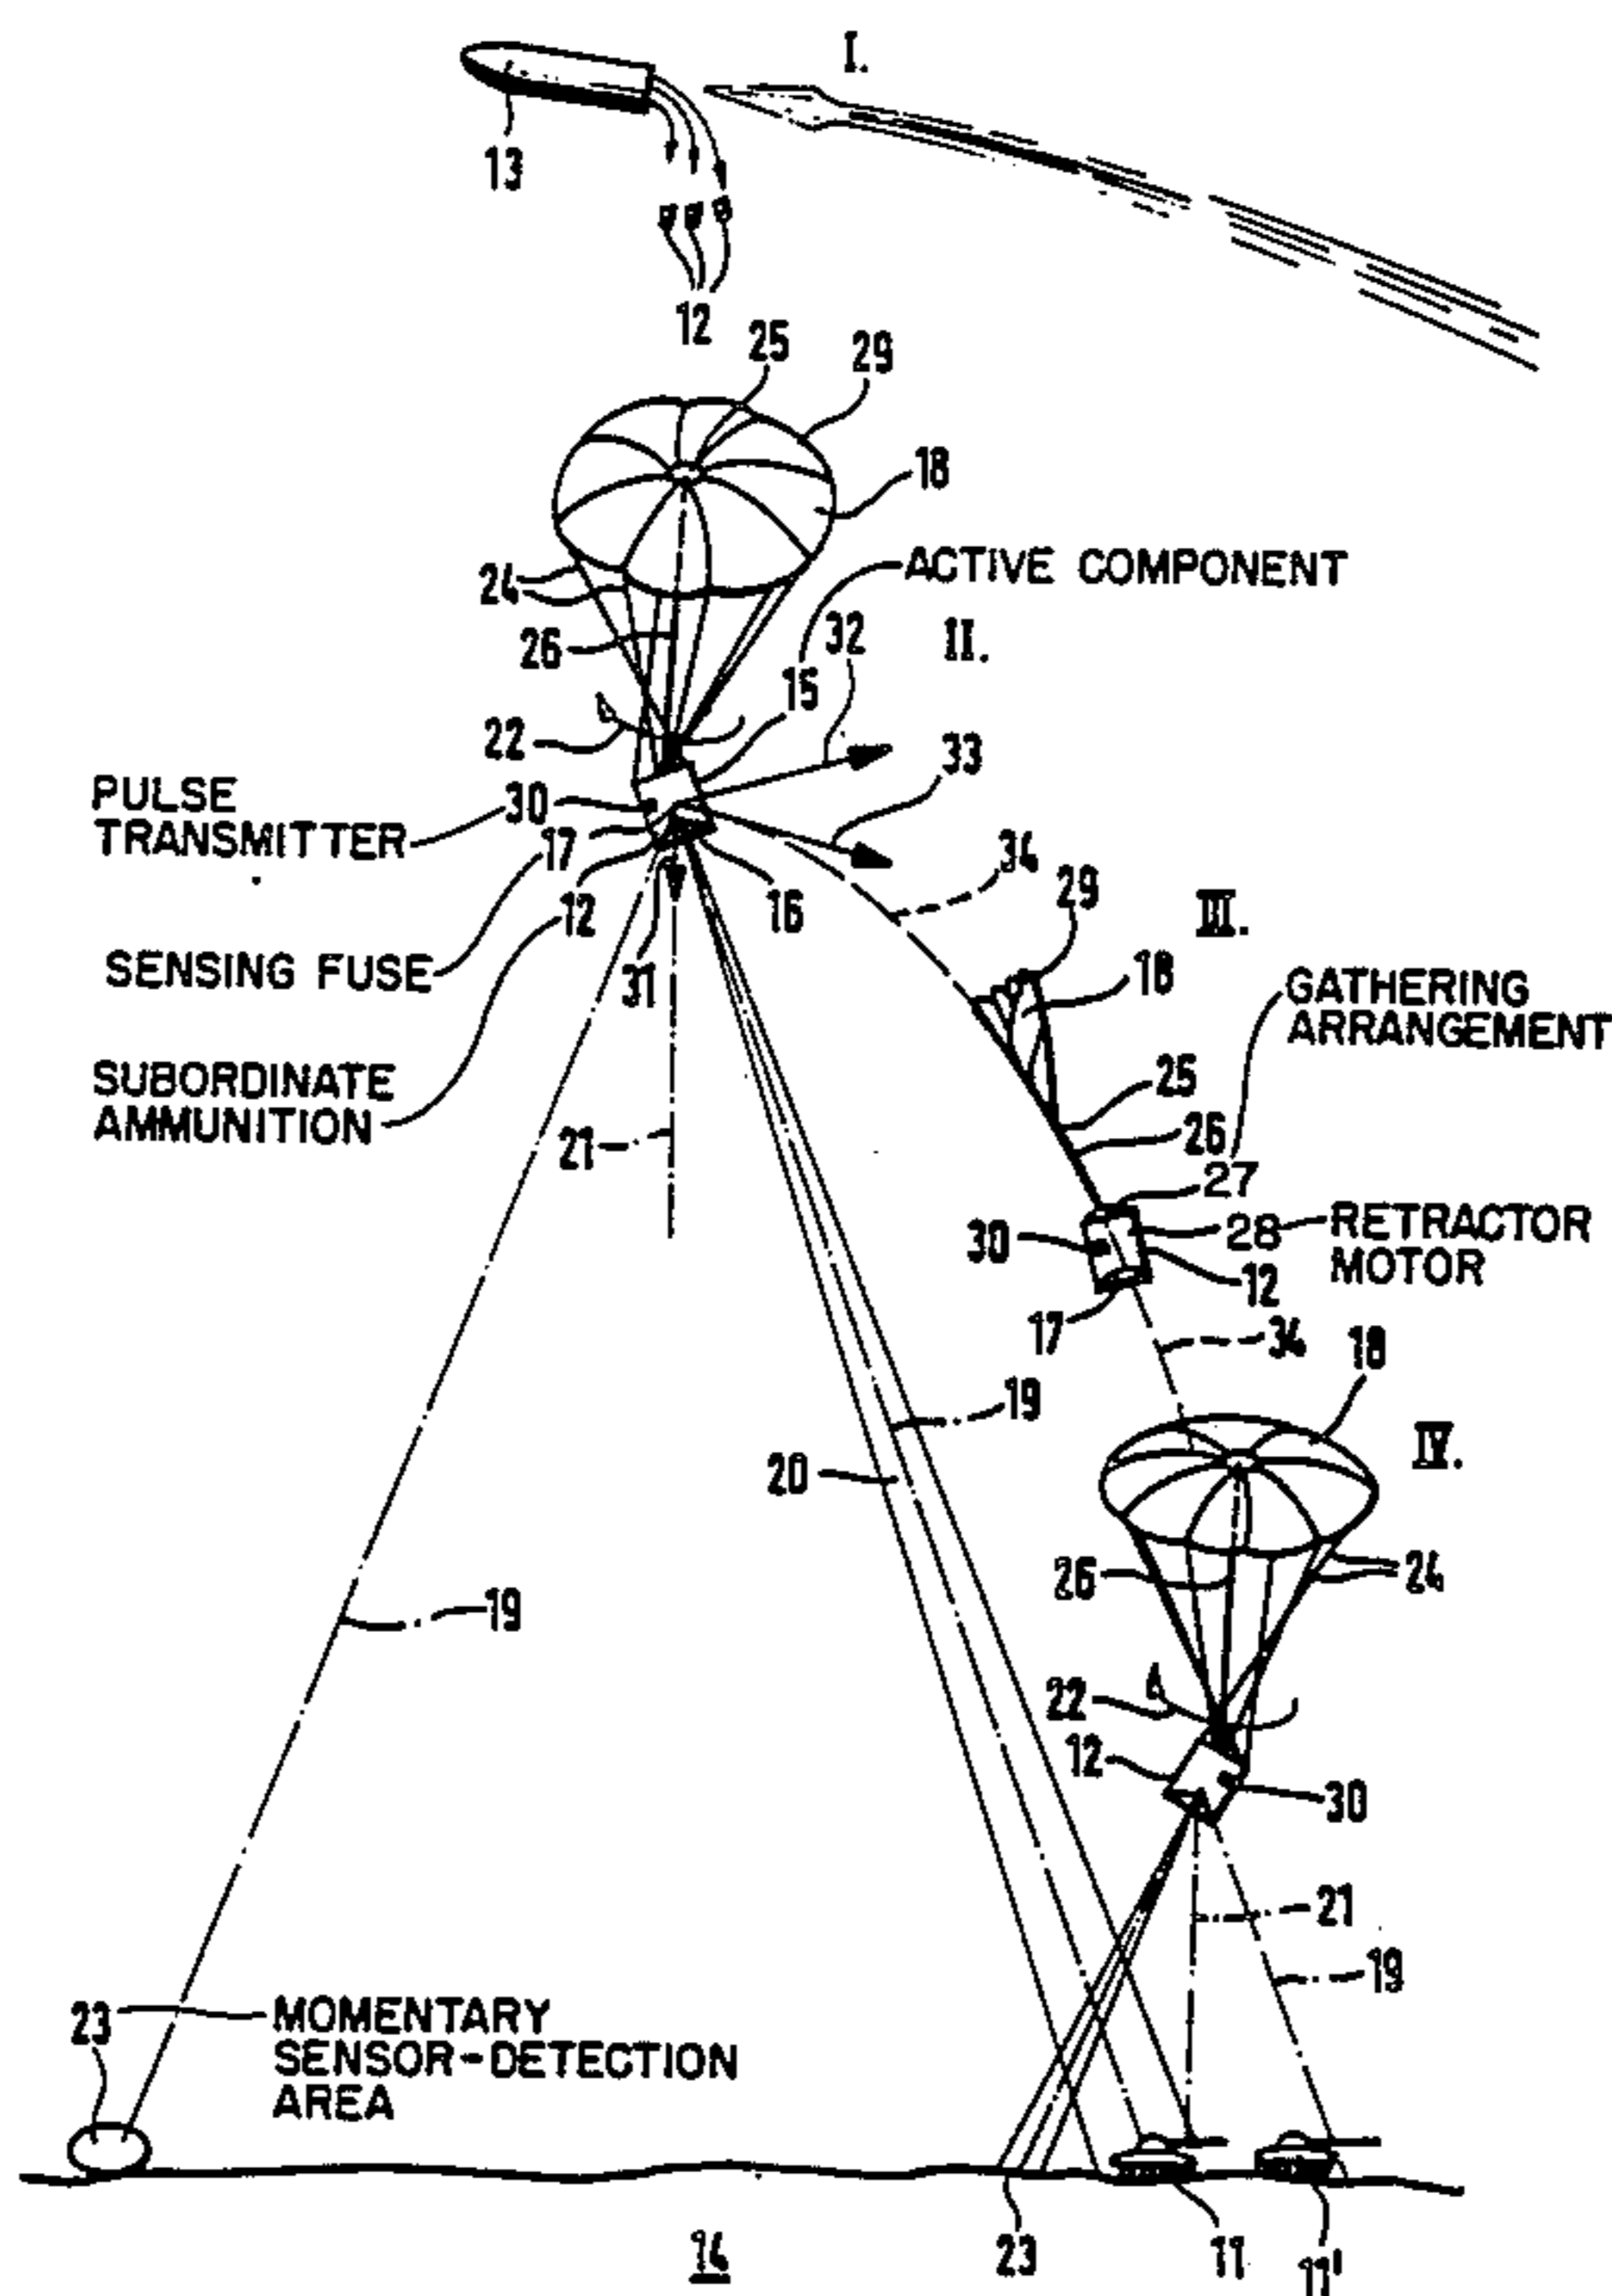 I.
13
12
25
29
18
24
ACTIVE COMPONENT
26
32
II.
15
22
33
PULSE
TRANSMITTER
30
17
34
12
16
29
III.
SENSING FUSE
31
18
GATHERING
ARRANGEMENT
SUBORDINATE
AMMUNITION
25
21
26
27
30
28
RETRACTOR
MOTOR
12
17
34
18
19
IV.
20
26
24
19
22
12
30
21
19
23
MOMENTARY
SENSOR-DETECTION
AREA
14
23
11
11'